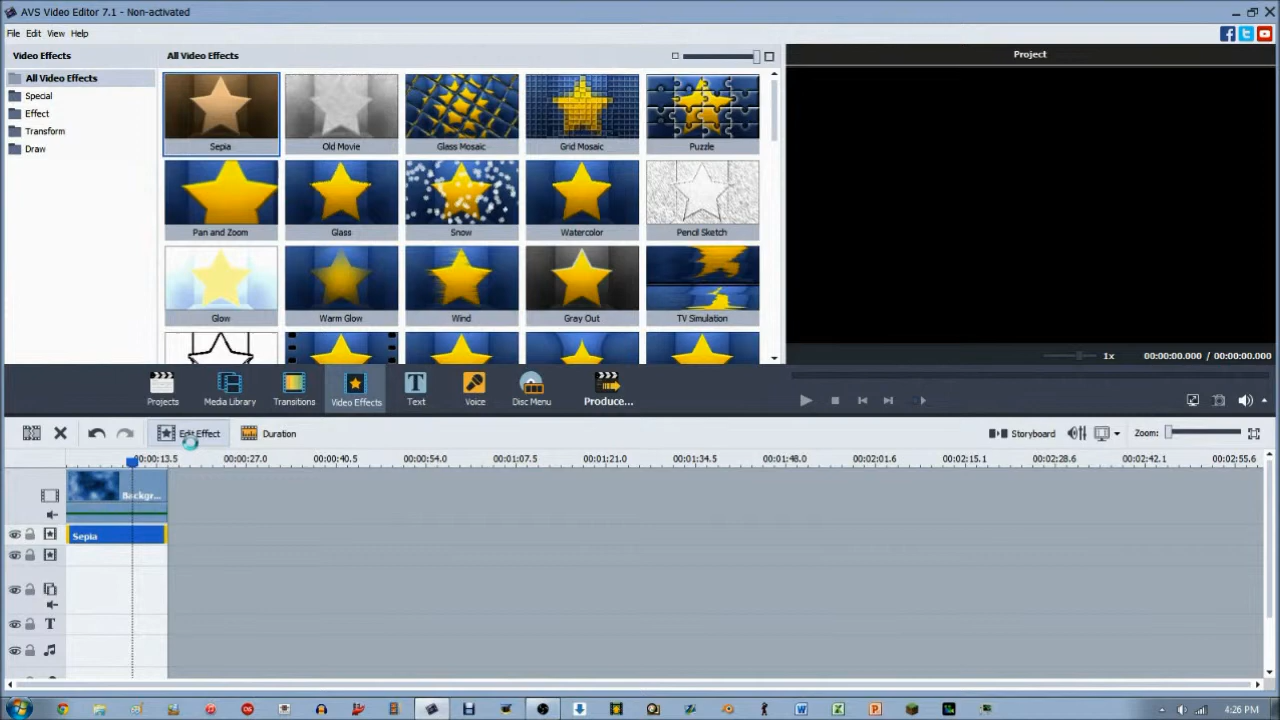 AVS Video Editor 7.1 - Non-activated
File Edit View Help
Video Effects
All Video Effects
Project
All Video Effects
Special
Effect
Transform
Draw
Sepia
Old Movie
Glass Mosaic
Grid Mosaic
Puzzle
Pan and Zoom
Glass
Snow
Watercolor
Pencil Sketch
Glow
Warm Glow
Wind
Gray Out
TV Simulation
1x
00:00:00.000 / 00:00:00.000
Projects
Media Library
Transitions
Video Effects
Text
Voice
Disc Menu
Produce...
Edit Effect
Duration
Storyboard
Zoom:
00:00:13.5 00:00:27.0 00:00:40.5 00:00:54.0 00:01:07.5 00:01:21.0 00:01:34.5 00:01:48.0 00:02:01.6 00:02:15.1 00:02:28.6 00:02:42.1 00:02:55.6
Backgr...
Sepia
4:26 PM